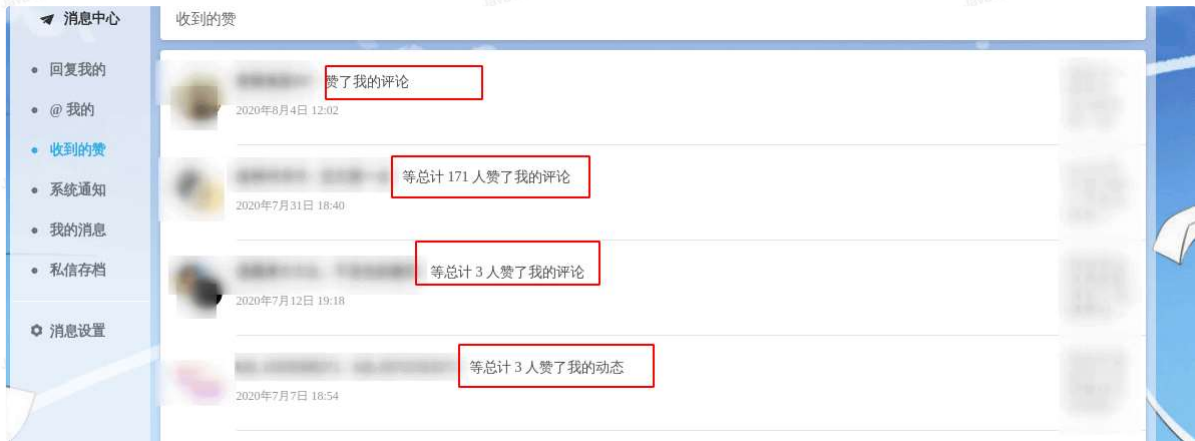 消息中心
收到的赞
回复我的
@ 我的
收到的赞
系统通知
我的消息
私信存档
消息设置
赞了我的评论
2020年8月4日 12:02
等总计 171 人赞了我的评论
2020年7月31日 18:40
等总计 3 人赞了我的评论
2020年7月12日 19:18
等总计 3 人赞了我的动态
2020年7月7日 18:54